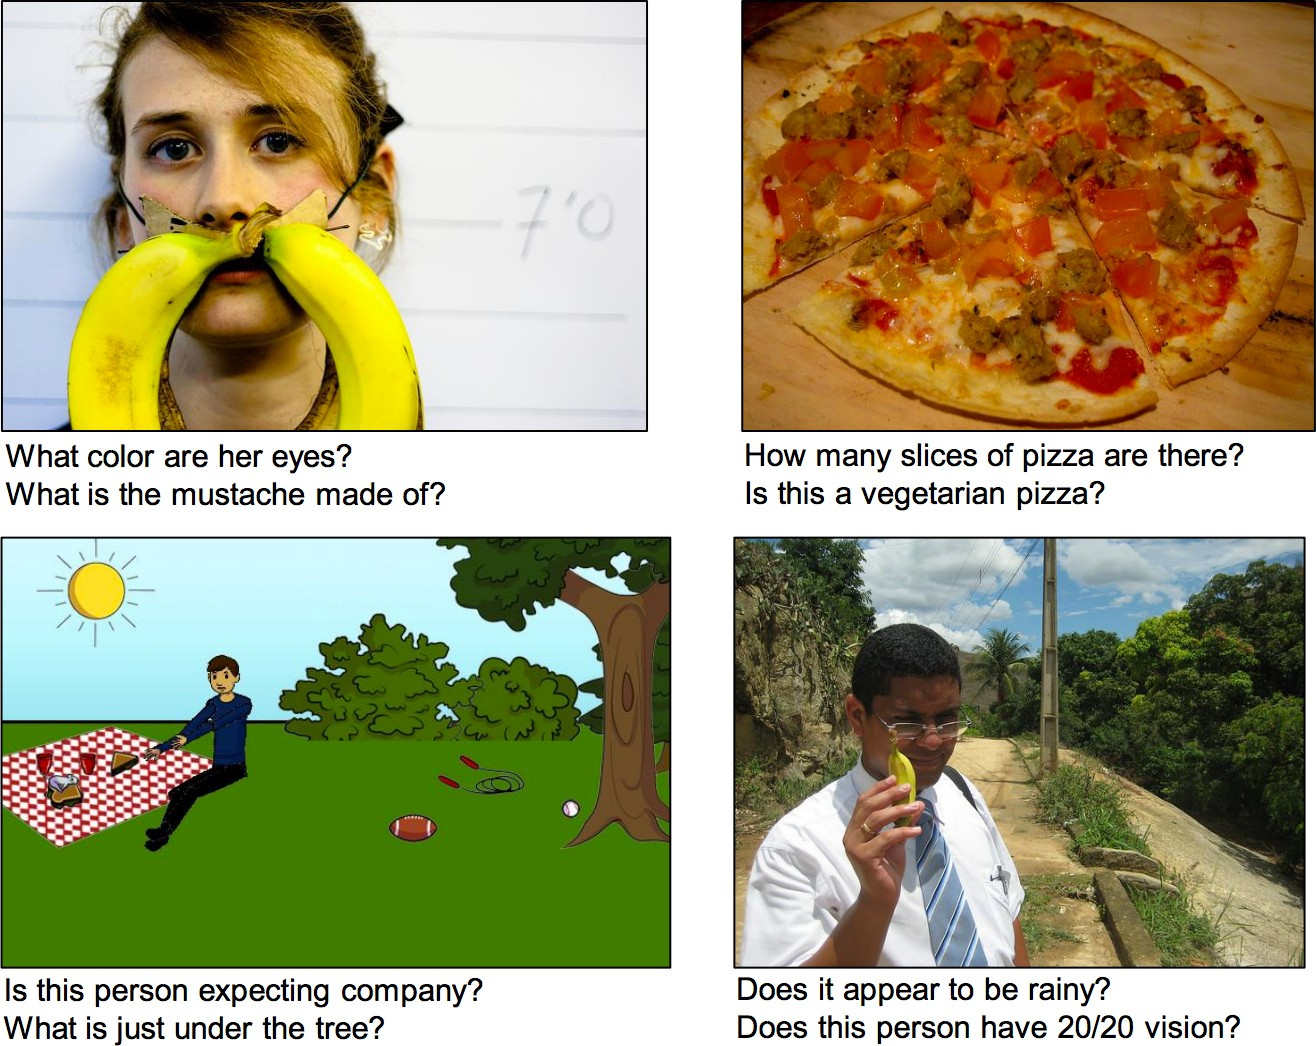 7'0
What color are her eyes?
What is the mustache made of?
How many slices of pizza are there?
Is this a vegetarian pizza?
Is this person expecting company?
What is just under the tree?
Does it appear to be rainy?
Does this person have 20/20 vision?